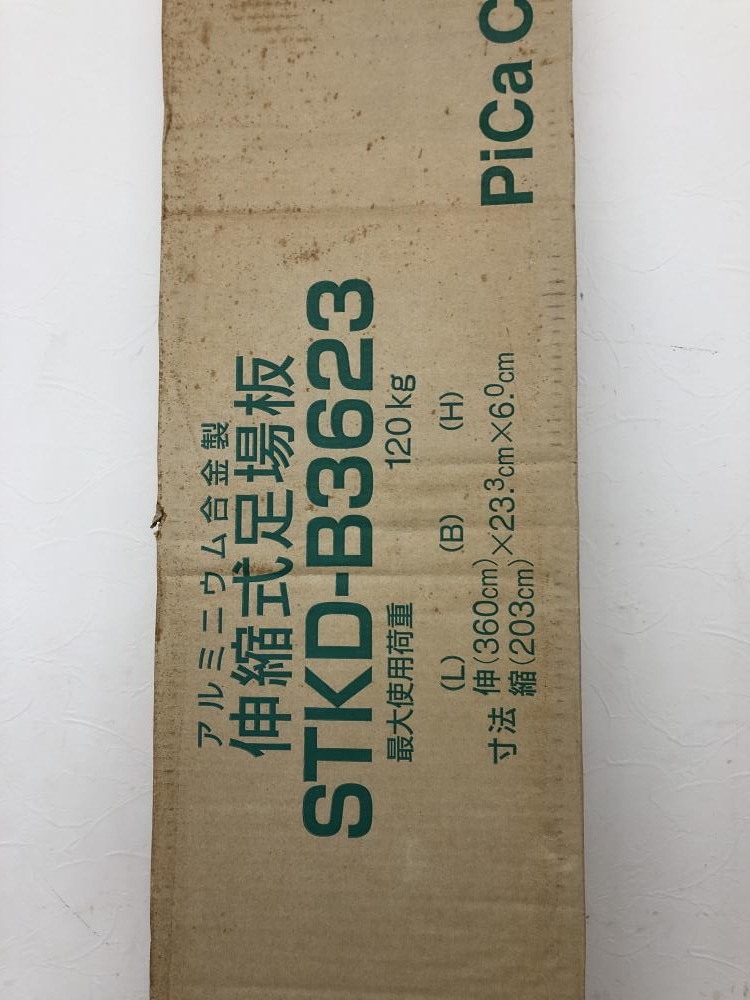 アルミニウム合金製
伸縮式足場板
STKD-B3623
最大使用荷重 120kg
(L) (B) (H)
寸法 伸(360cm)×23.3cm×6.0cm
縮(203cm)
PiCa C